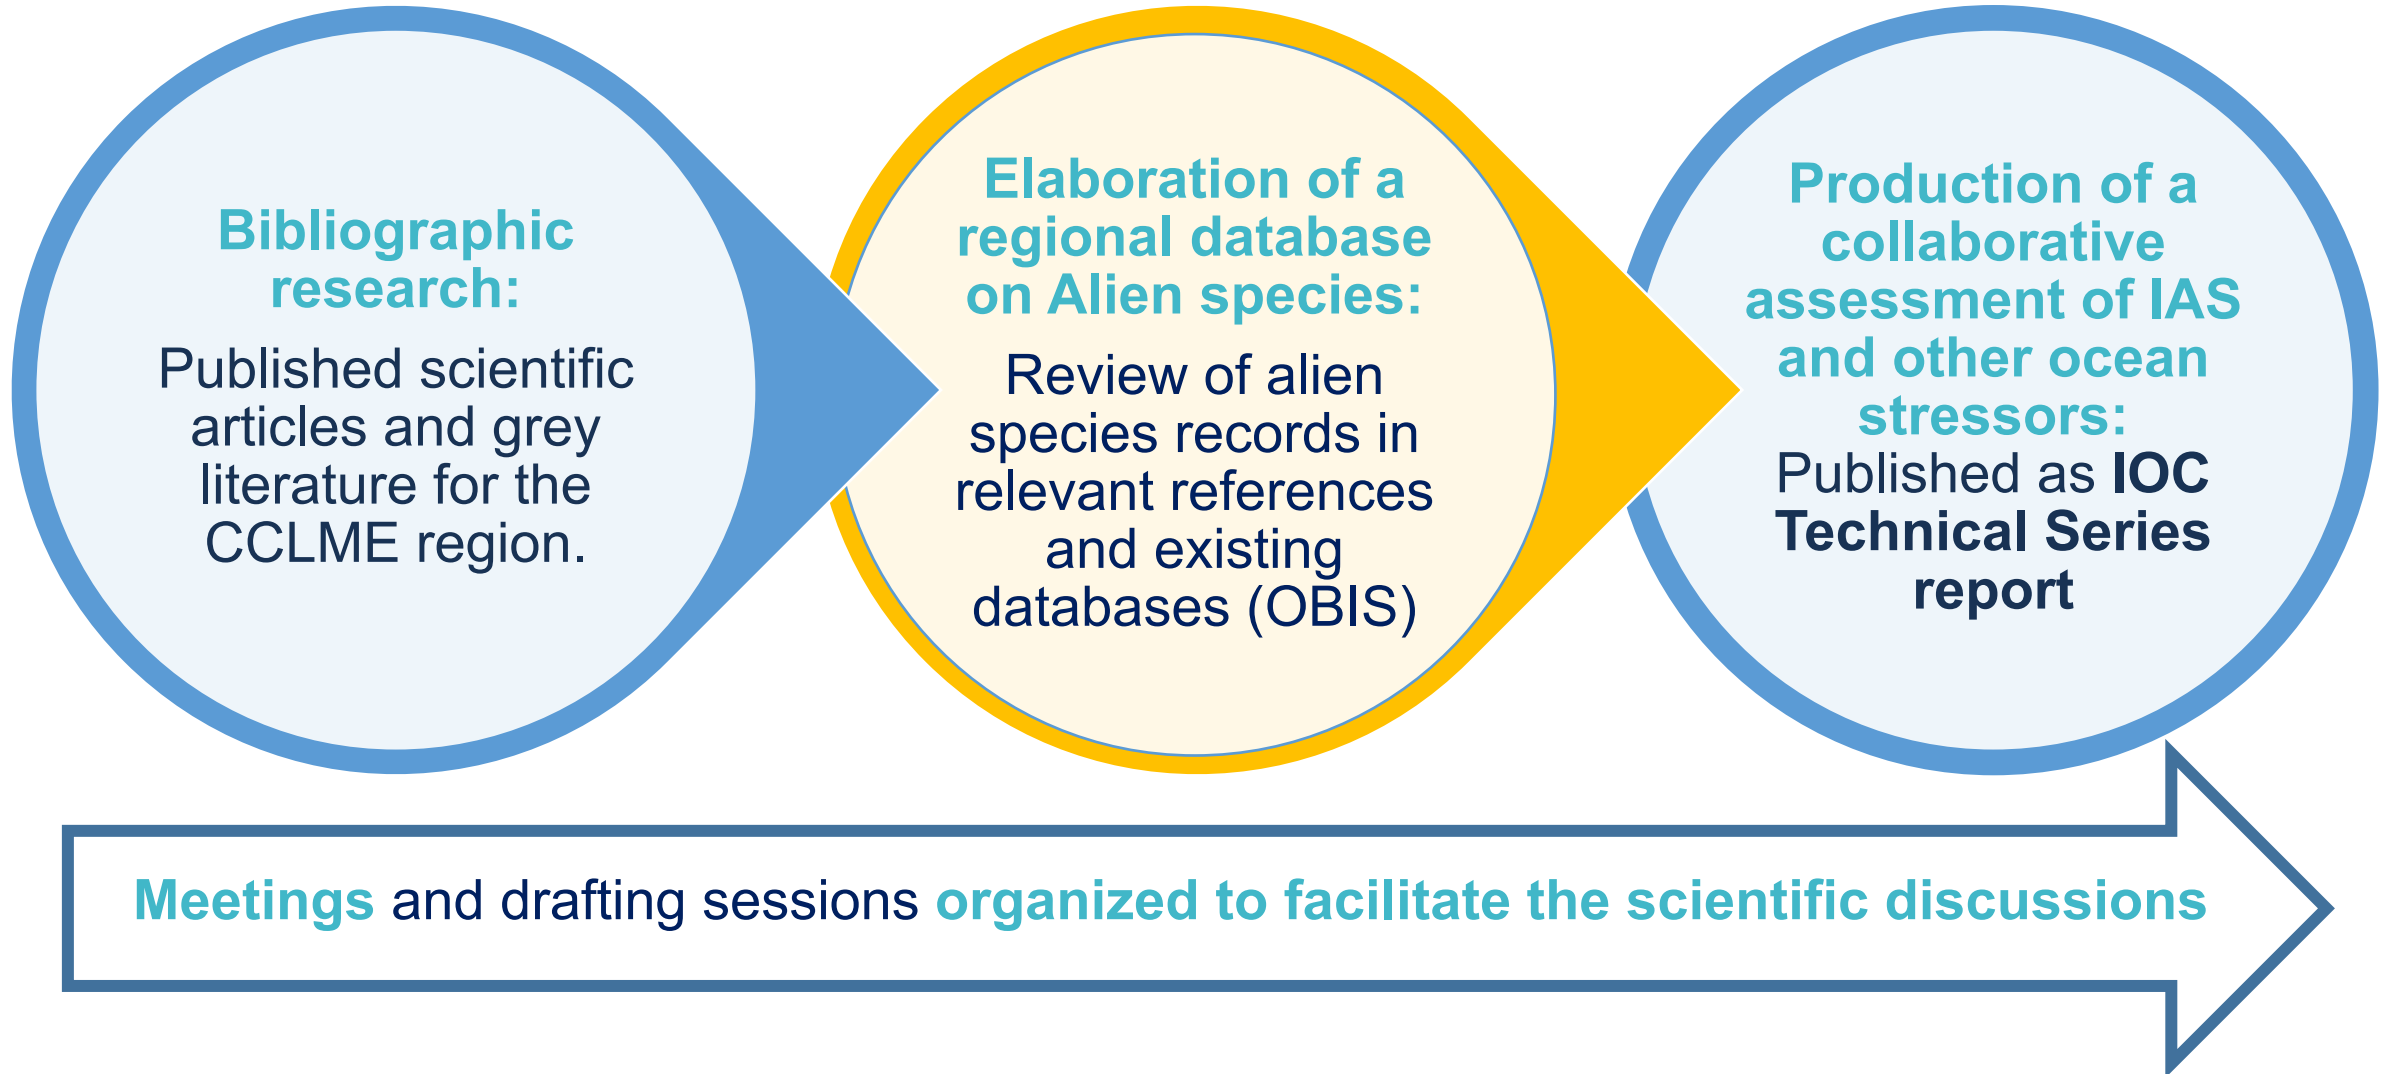 Bibliographic
research:
Published scientific
articles and grey
literature for the
CCLME region.
Elaboration of a
regional database
on Alien species:
Review of alien
species records in
relevant references
and existing
databases (OBIS)
Production of a
collaborative
assessment of IAS
and other ocean
stressors:
Published as IOC
Technical Series
report
Meetings and drafting sessions organized to facilitate the scientific discussions